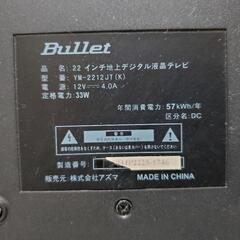 Bullet
品 名：22 インチ地上デジタル液晶テレビ
型 番：YM-2212JT(K)
電 源：12V⎓4.0A
定格電力：33W
年間消費電力：57kWh/年
区分名：DC
製造番号：
販売元：株式会社アズマ MADE IN CHINA